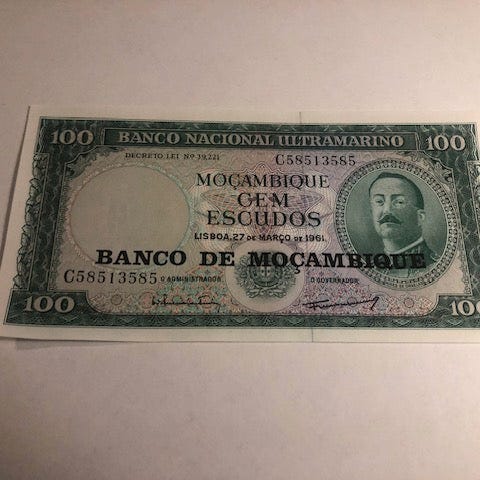 100 BANCO NACIONAL ULTRAMARINO 100
DECRETO LEI Nº 39.221 C58513585
MOÇAMBIQUE
CEM
ESCUDOS
LISBOA, 27 DE MARÇO DE 1961
BANCO DE MOÇAMBIQUE
C58513585 O ADMINISTRADOR O GOVERNADOR
100 100